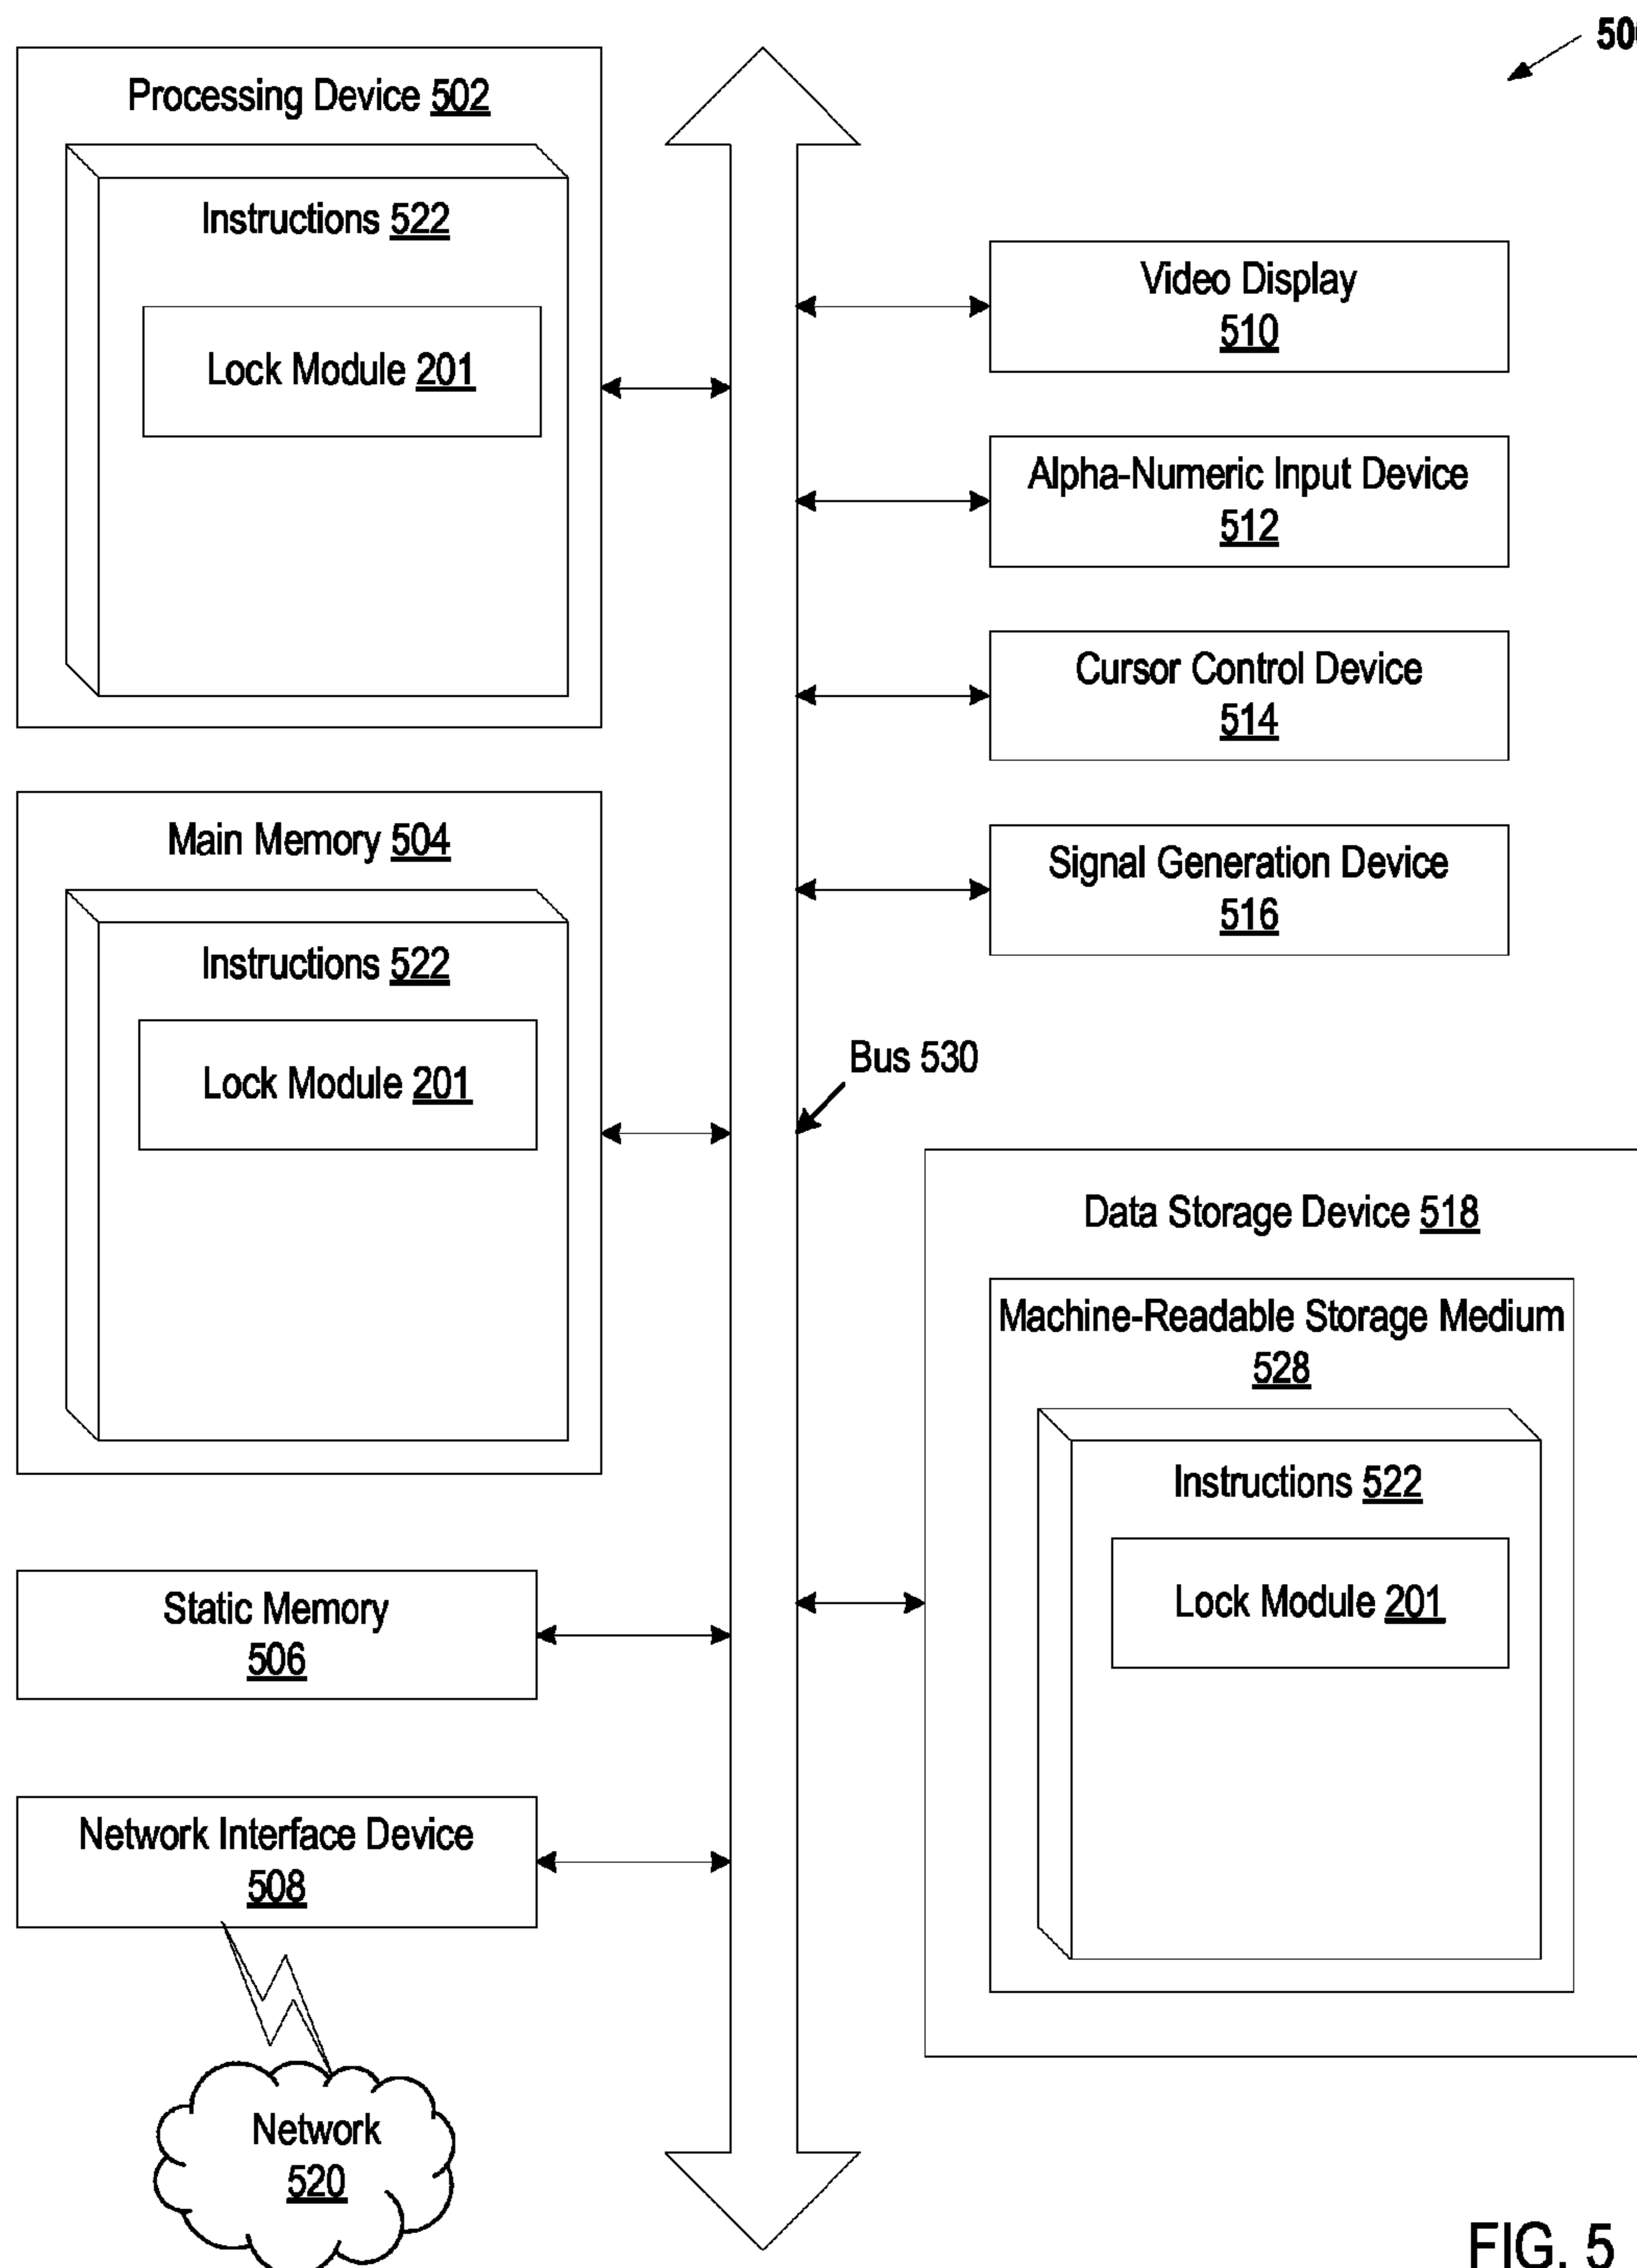 Processing Device 502
Instructions 522
Lock Module 201
Main Memory 504
Instructions 522
Lock Module 201
Static Memory
506
Network Interface Device
508
Network
520
Video Display
510
Alpha-Numeric Input Device
512
Cursor Control Device
514
Signal Generation Device
516
Bus 530
Data Storage Device 518
Machine-Readable Storage Medium
528
Instructions 522
Lock Module 201
FIG. 5